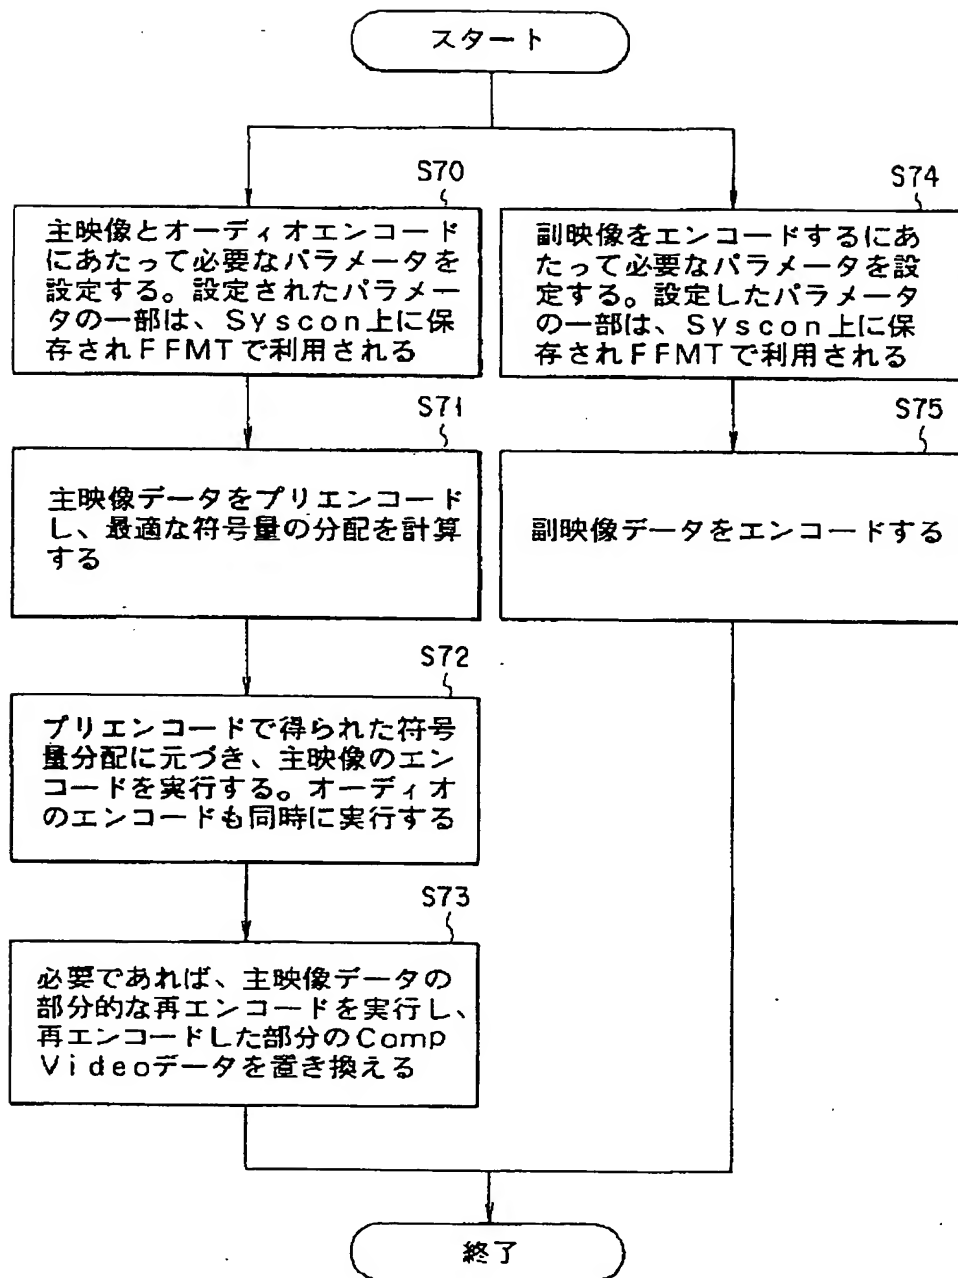 スタート
S70
主映像とオーディオエンコード
にあたって必要なパラメータを
設定する。設定されたパラメー
タの一部は、Syscon上に保
存されFFMTで利用される
S71
主映像データをプリエンコード
し、最適な符号量の分配を計算
する
S72
プリエンコードで得られた符号
量分配に元づき、主映像のエン
コードを実行する。オーディオ
のエンコードも同時に実行する
S73
必要であれば、主映像データの
部分的な再エンコードを実行し、
再エンコードした部分のComp
Videoデータを置き換える
S74
副映像をエンコードするにあ
たって必要なパラメータを設
定する。設定したパラメータ
の一部は、Syscon上に保
存されFFMTで利用される
S75
副映像データをエンコードする
終了